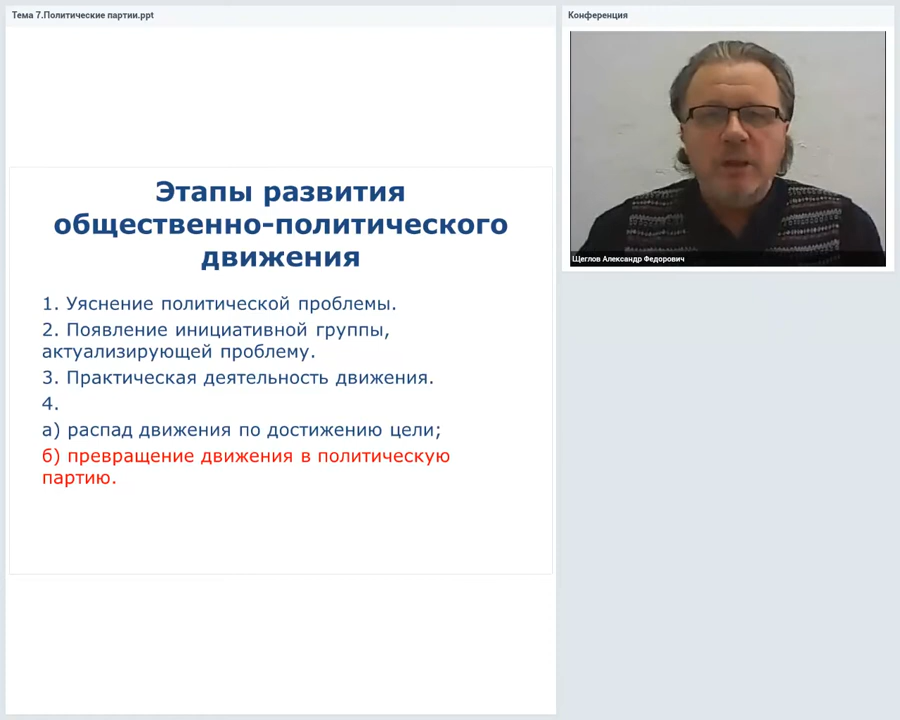 Тема 7.Политические партии.ppt
Конференция
Щеглов Александр Федорович
Этапы развития
общественно-политического
движения
1. Уяснение политической проблемы.
2. Появление инициативной группы,
актуализирующей проблему.
3. Практическая деятельность движения.
4.
а) распад движения по достижению цели;
б) превращение движения в политическую
партию.